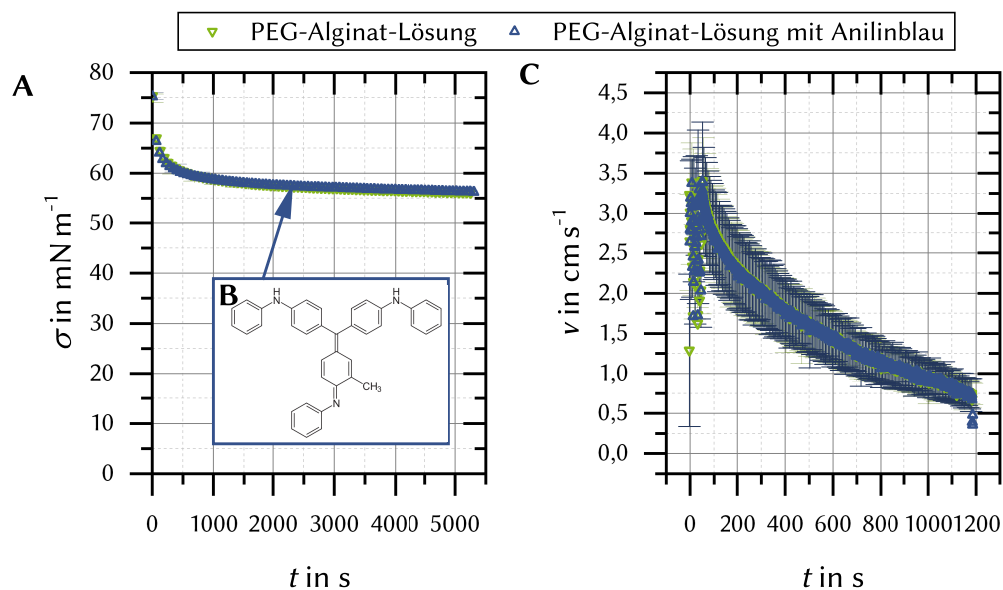 PEG-Alginat-Lösung PEG-Alginat-Lösung mit Anilinblau
A
80
70
60
50
40
30
20
10
0
σ in mN m⁻¹
0 1000 2000 3000 4000 5000
t in s
B
H
N
H
N
CH₃
N
C
4,5
4,0
3,5
3,0
2,5
2,0
1,5
1,0
0,5
0,0
v in cm s⁻¹
0 200 400 600 800 1000 1200
t in s